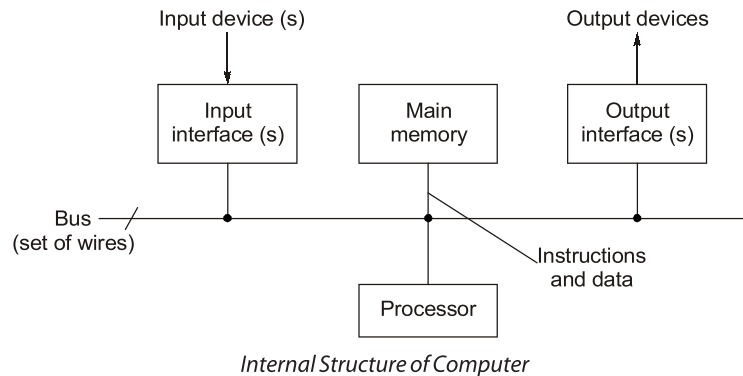 Input device (s)
Output devices
Input
interface (s)
Main
memory
Output
interface (s)
Bus
(set of wires)
Instructions
and data
Processor
Internal Structure of Computer